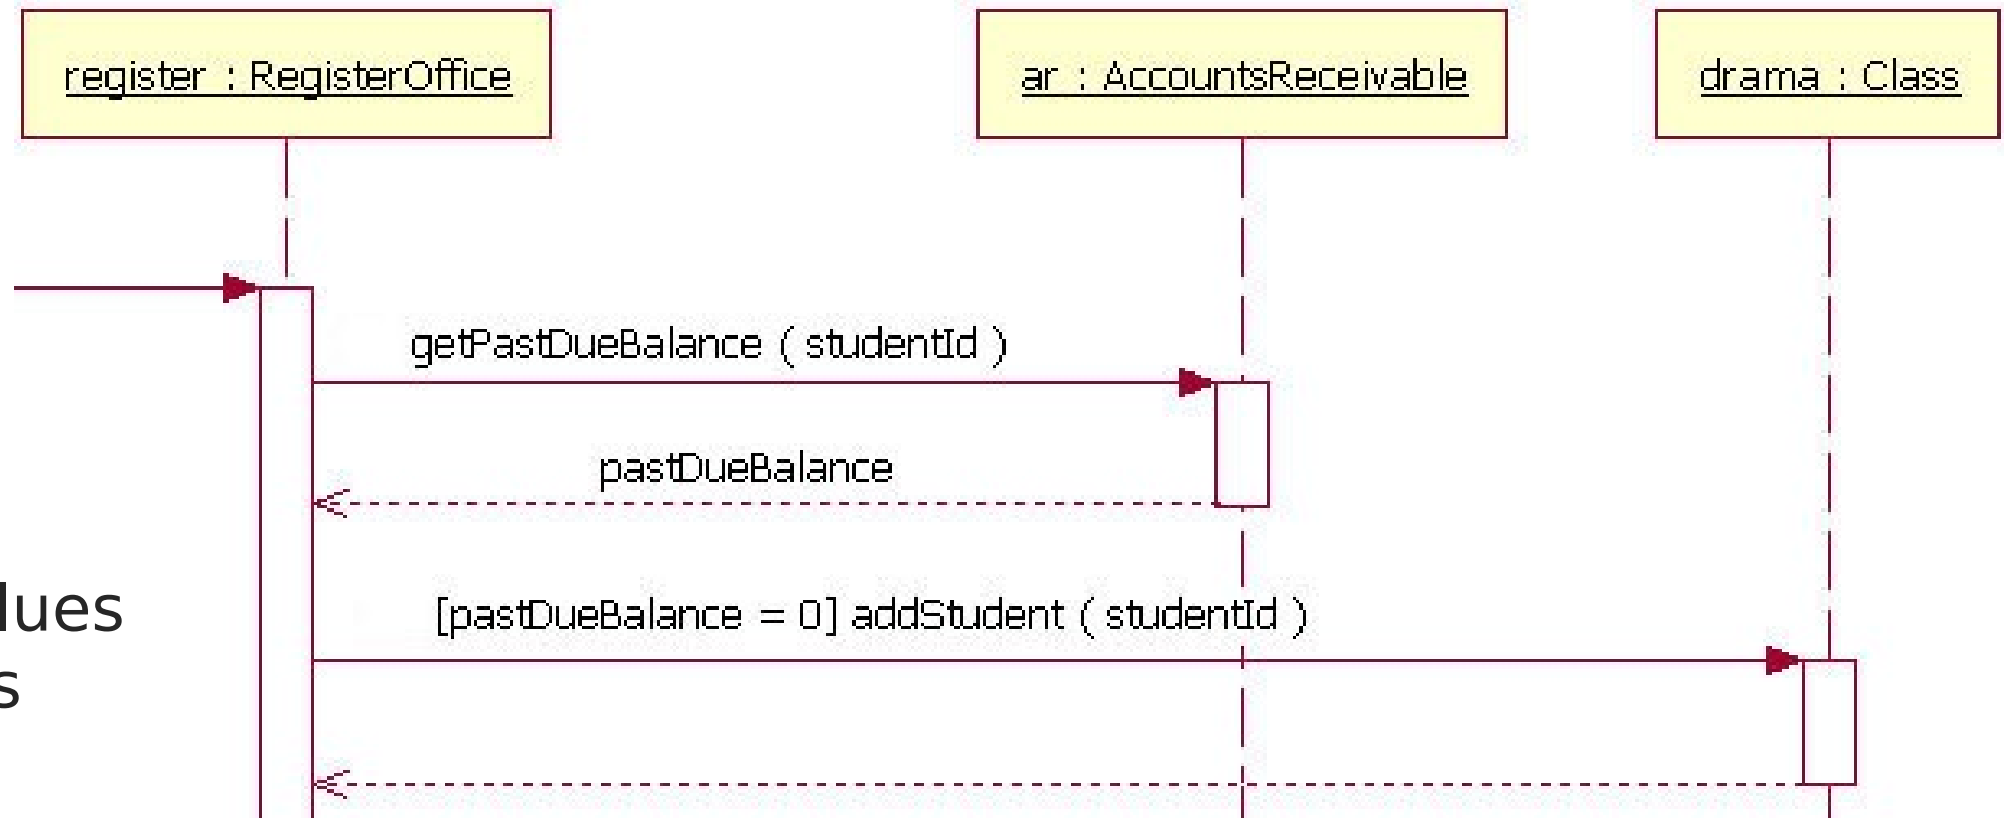 register : RegisterOffice
ar : AccountsReceivable
drama : Class
getPastDueBalance ( studentId )
pastDueBalance
[pastDueBalance = 0] addStudent ( studentId )
lues
s